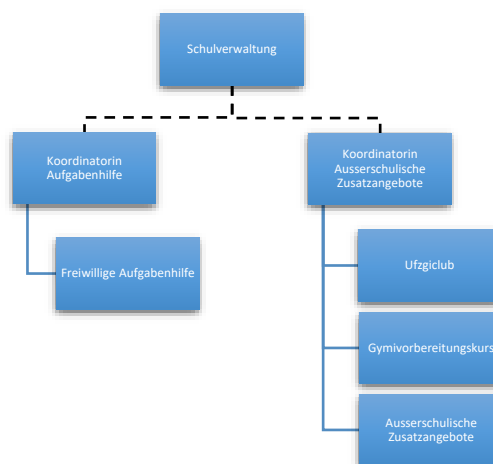 Schulverwaltung
Koordinatorin
Aufgabenhilfe
Koordinatorin
Ausserschulische
Zusatzangebote
Freiwillige Aufgabenhilfe
Ufzgiclub
Gymivorbereitungskurs
Ausserschulische
Zusatzangebote